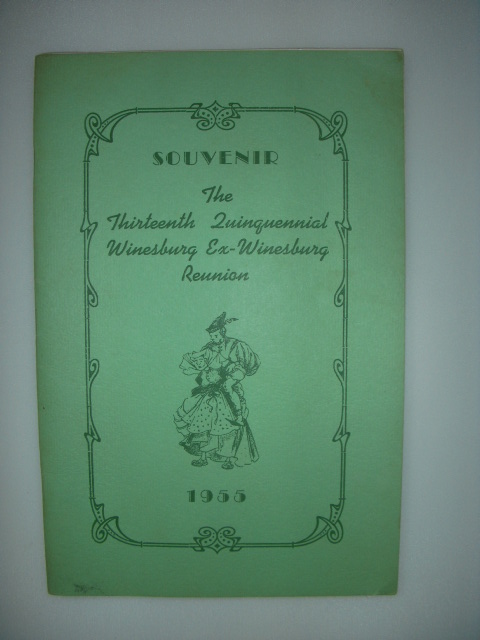 SOUVENIR
The
Thirteenth Quinquennial
Winesburg Ex-Winesburg
Reunion
1955